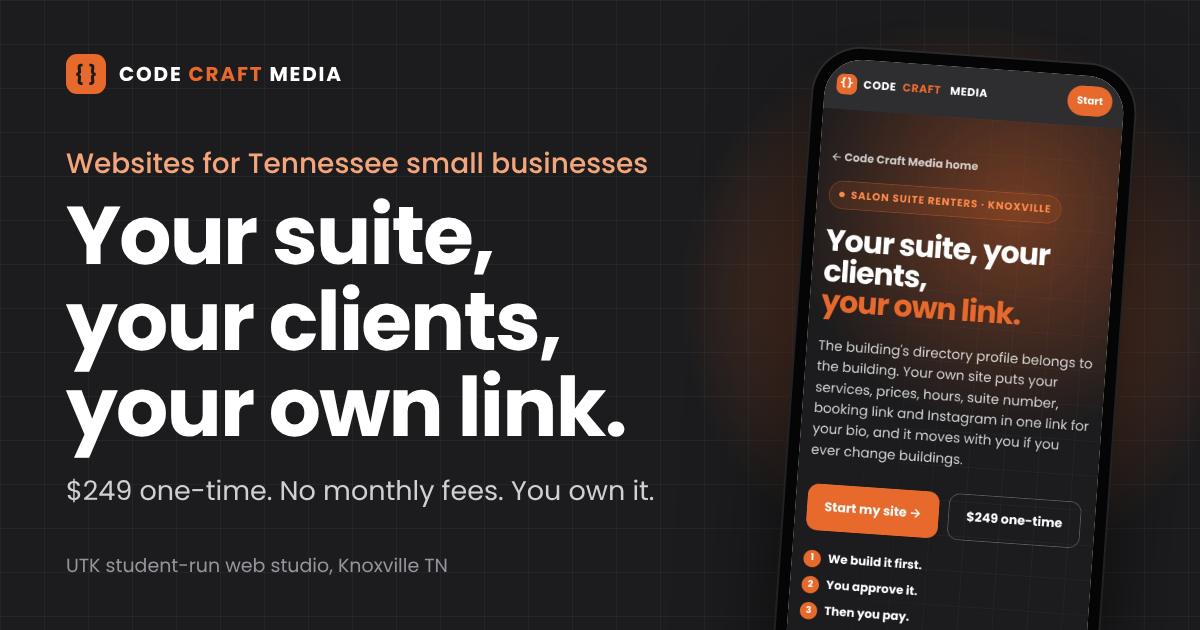 {} CODE CRAFT MEDIA
Websites for Tennessee small businesses
Your suite,
your clients,
your own link.
$249 one-time. No monthly fees. You own it.
UTK student-run web studio, Knoxville TN
{} CODE CRAFT MEDIA
Start
← Code Craft Media home
• SALON SUITE RENTERS · KNOXVILLE
Your suite, your
clients,
your own link.
The building's directory profile belongs to
the building. Your own site puts your
services, prices, hours, suite number,
booking link and Instagram in one link for
your bio, and it moves with you if you
ever change buildings.
Start my site →
$249 one-time
1 We build it first.
2 You approve it.
3 Then you pay.